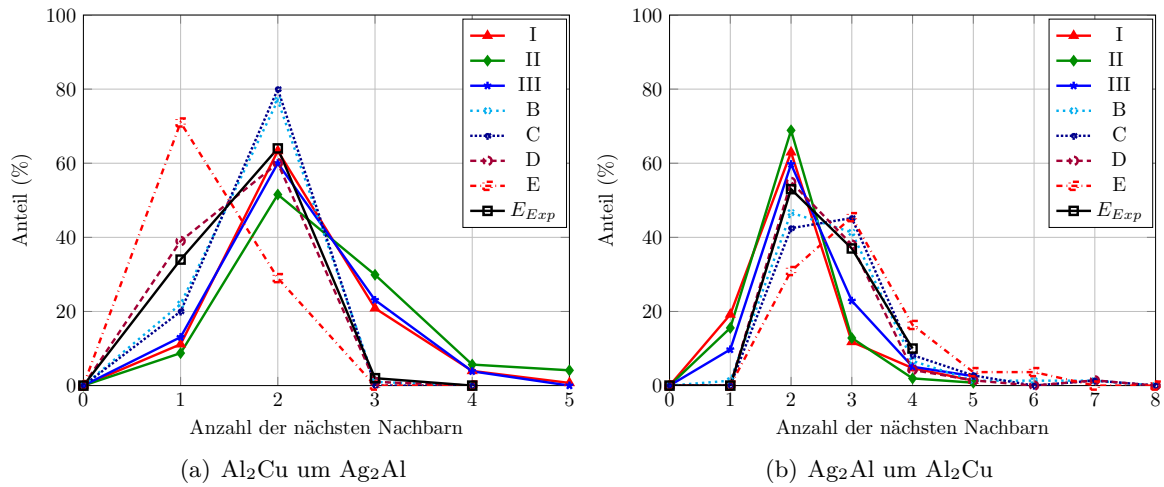 100
80
60
40
20
0
Anteil (%)
0 1 2 3 4 5
Anzahl der nächsten Nachbarn
I
II
III
B
C
D
E
E_Exp
(a) Al₂Cu um Ag₂Al
100
80
60
40
20
0
Anteil (%)
0 1 2 3 4 5 6 7 8
Anzahl der nächsten Nachbarn
I
II
III
B
C
D
E
E_Exp
(b) Ag₂Al um Al₂Cu